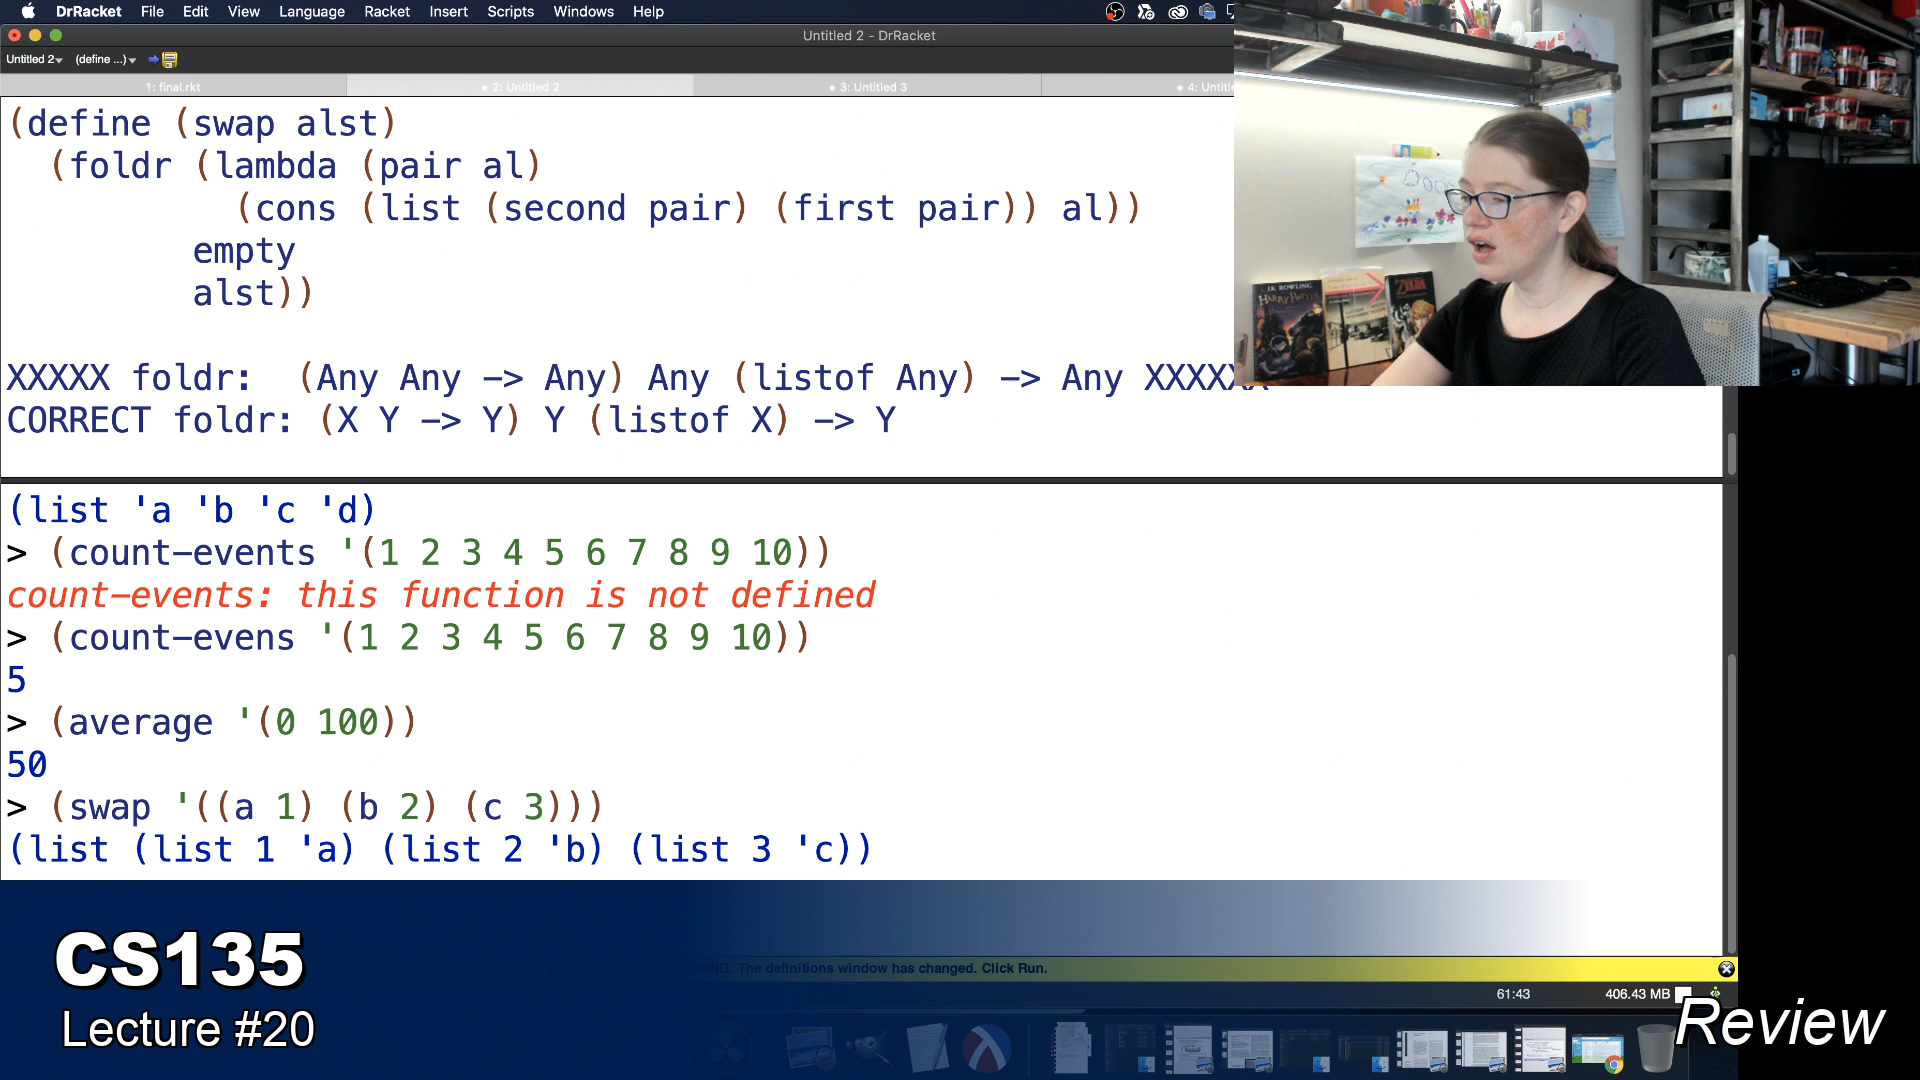 DrRacket File Edit View Language Racket Insert Scripts Windows Help
Untitled 2 - DrRacket
Untitled 2 (define ...)
1: final.rkt 2: Untitled 2 3: Untitled 3
(define (swap alst)
(foldr (lambda (pair al)
(cons (list (second pair) (first pair)) al))
empty
alst))
XXXXX foldr: (Any Any -> Any) Any (listof Any) -> Any XXXXX
CORRECT foldr: (X Y -> Y) Y (listof X) -> Y
(list 'a 'b 'c 'd)
> (count-events '(1 2 3 4 5 6 7 8 9 10))
count-events: this function is not defined
> (count-evens '(1 2 3 4 5 6 7 8 9 10))
5
> (average '(0 100))
50
> (swap '((a 1) (b 2) (c 3)))
(list (list 1 'a) (list 2 'b) (list 3 'c))
J.K. ROWLING
HARRY POTTER
ZELDA
The definitions window has changed. Click Run.
61:43 406.43 MB
CS135
Lecture #20
Review